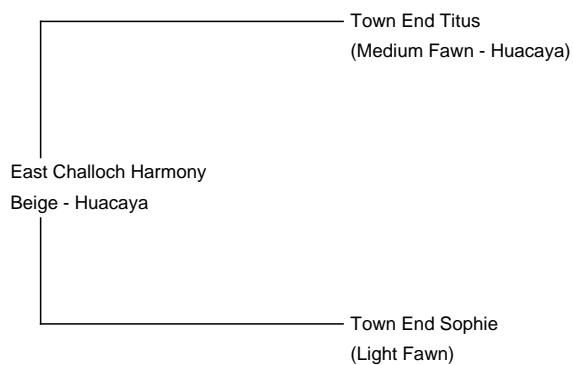 Town End Titus
(Medium Fawn - Huacaya)
East Challoch Harmony
Beige - Huacaya
Town End Sophie
(Light Fawn)